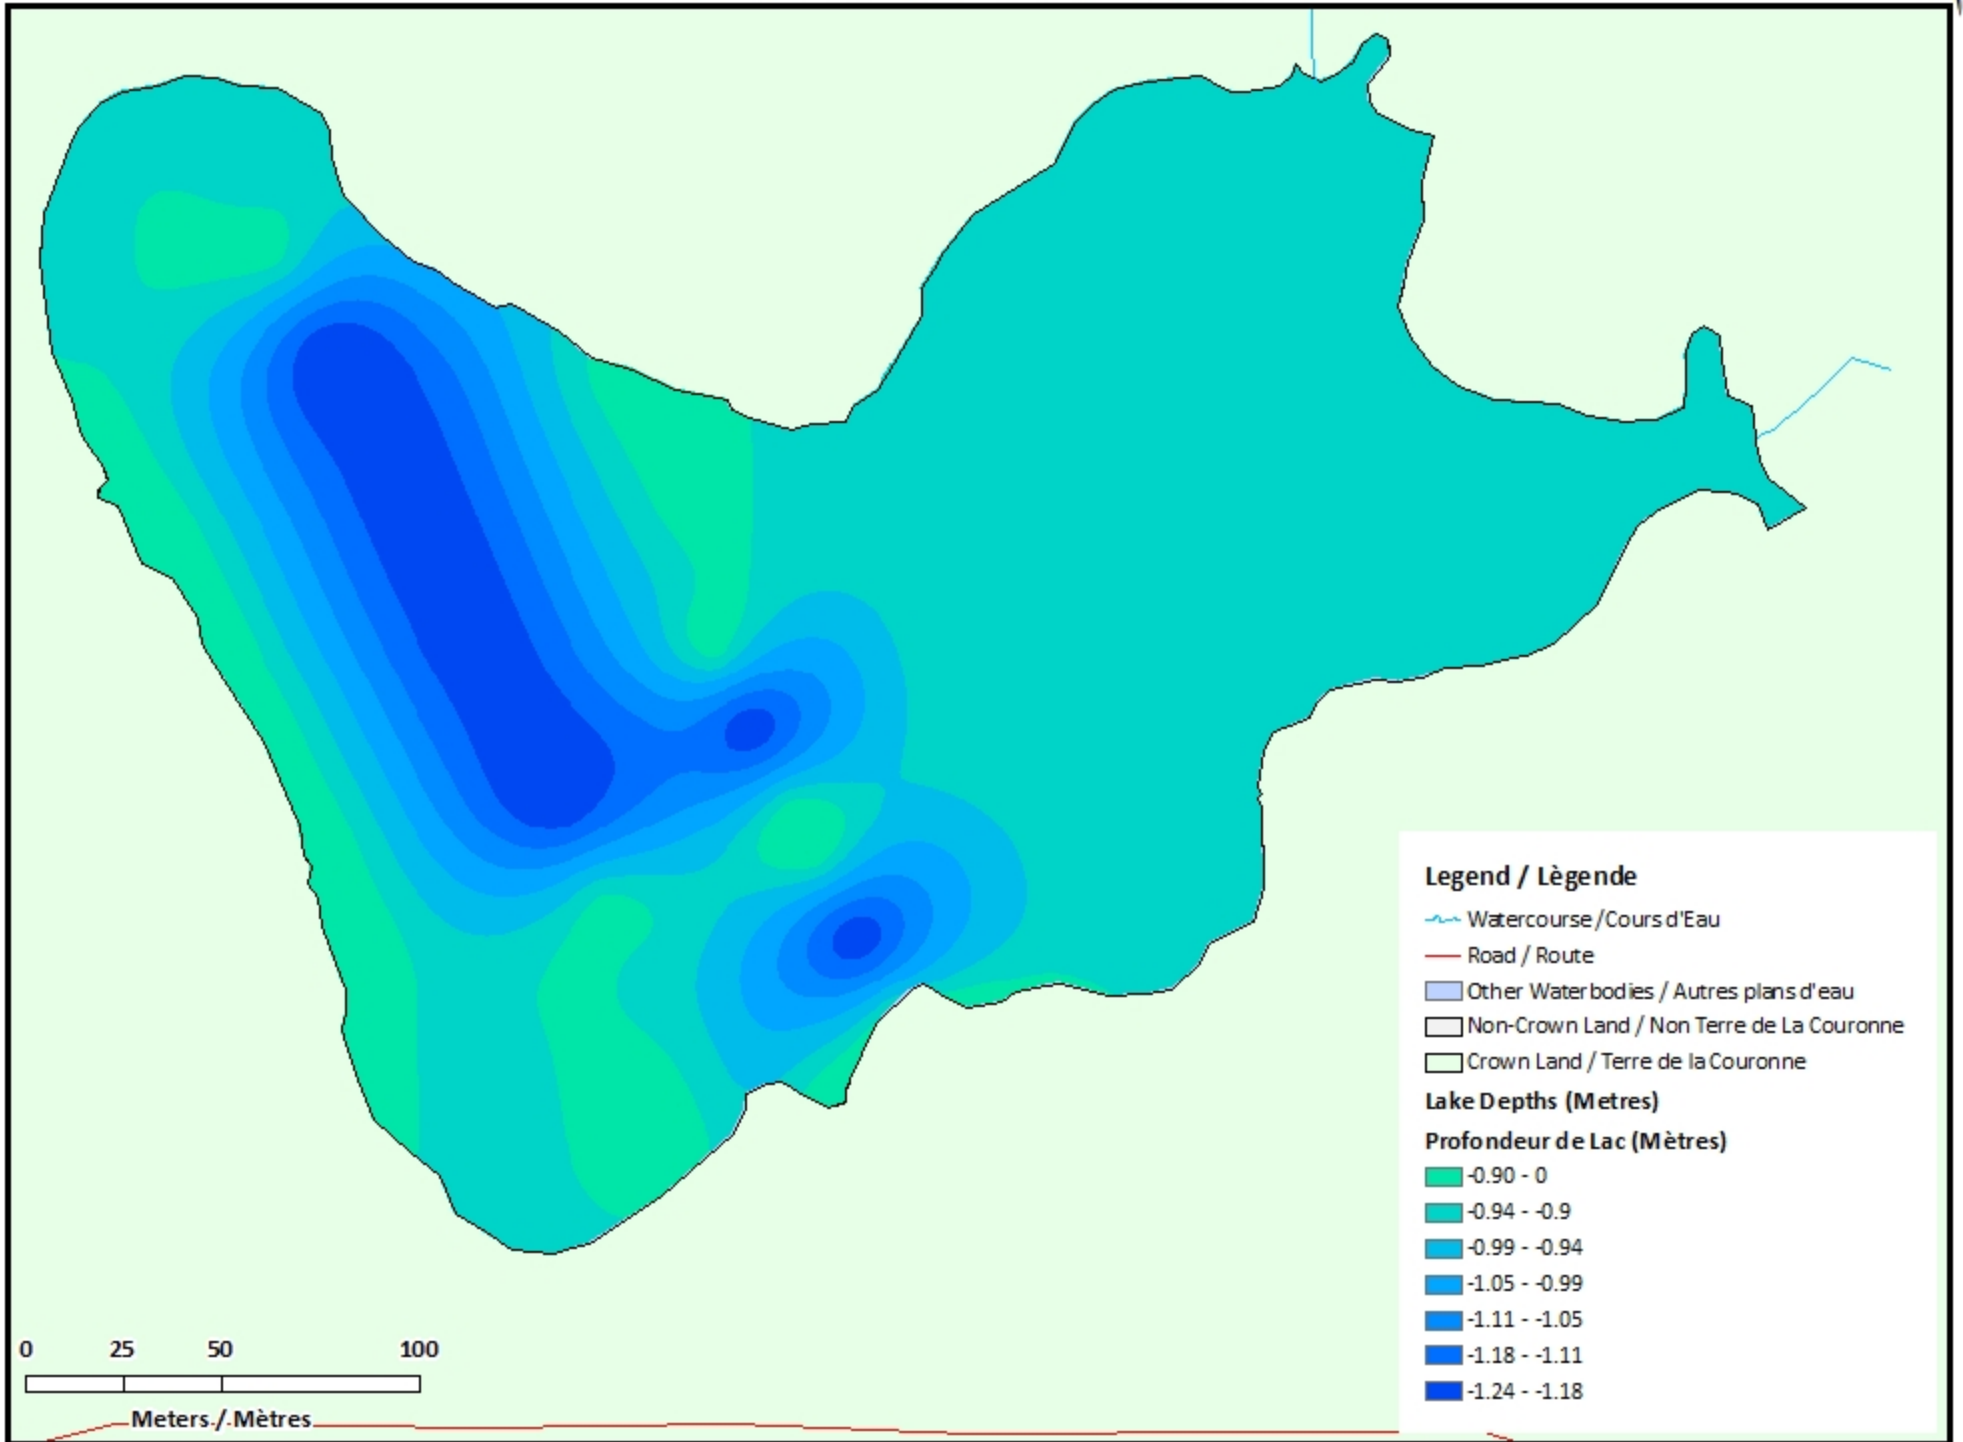 Legend / Lègende
Watercourse / Cours d'Eau
Road / Route
Other Waterbodies / Autres plans d'eau
Non-Crown Land / Non Terre de La Couronne
Crown Land / Terre de la Couronne
Lake Depths (Metres)
Profondeur de Lac (Mètres)
-0.90 - 0
-0.94 - -0.9
-0.99 - -0.94
-1.05 - -0.99
-1.11 - -1.05
-1.18 - -1.11
-1.24 - -1.18
0 25 50 100
Meters / Mètres